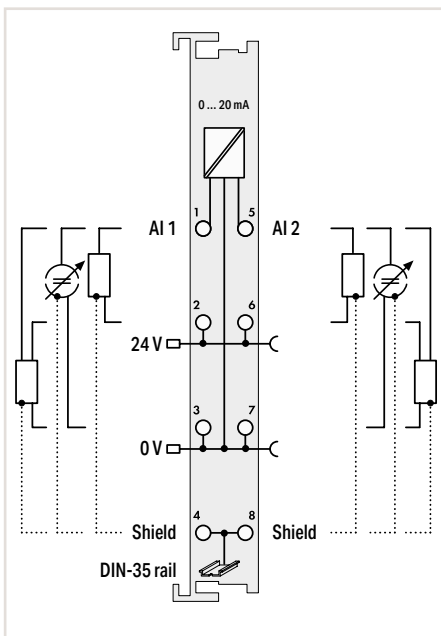 0 ... 20 mA
1 5
AI 1 AI 2
2 6
24 V
3 7
0 V
4 8
Shield Shield
DIN-35 rail